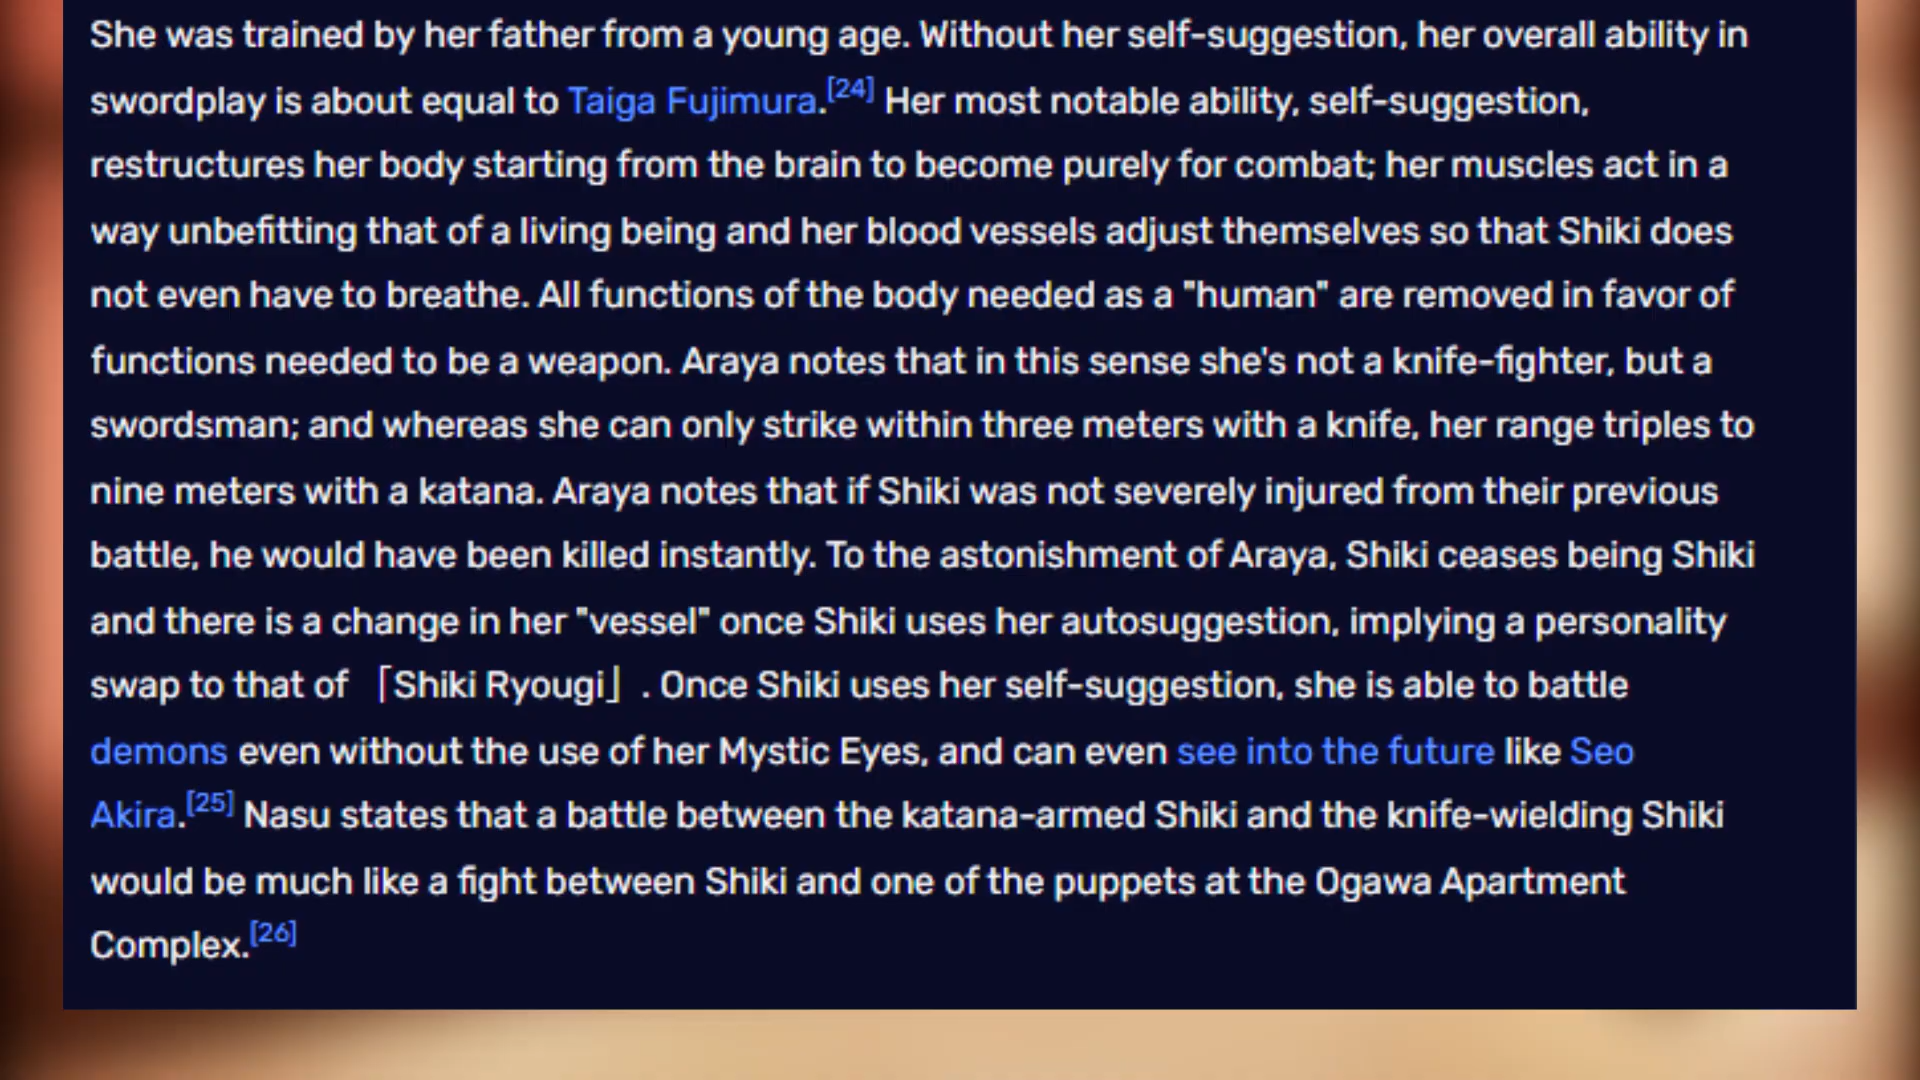 She was trained by her father from a young age. Without her self-suggestion, her overall ability in
swordplay is about equal to Taiga Fujimura.[24] Her most notable ability, self-suggestion,
restructures her body starting from the brain to become purely for combat; her muscles act in a
way unbefitting that of a living being and her blood vessels adjust themselves so that Shiki does
not even have to breathe. All functions of the body needed as a "human" are removed in favor of
functions needed to be a weapon. Araya notes that in this sense she's not a knife-fighter, but a
swordsman; and whereas she can only strike within three meters with a knife, her range triples to
nine meters with a katana. Araya notes that if Shiki was not severely injured from their previous
battle, he would have been killed instantly. To the astonishment of Araya, Shiki ceases being Shiki
and there is a change in her "vessel" once Shiki uses her autosuggestion, implying a personality
swap to that of 「Shiki Ryougi」 . Once Shiki uses her self-suggestion, she is able to battle
demons even without the use of her Mystic Eyes, and can even see into the future like Seo
Akira.[25] Nasu states that a battle between the katana-armed Shiki and the knife-wielding Shiki
would be much like a fight between Shiki and one of the puppets at the Ogawa Apartment
Complex.[26]